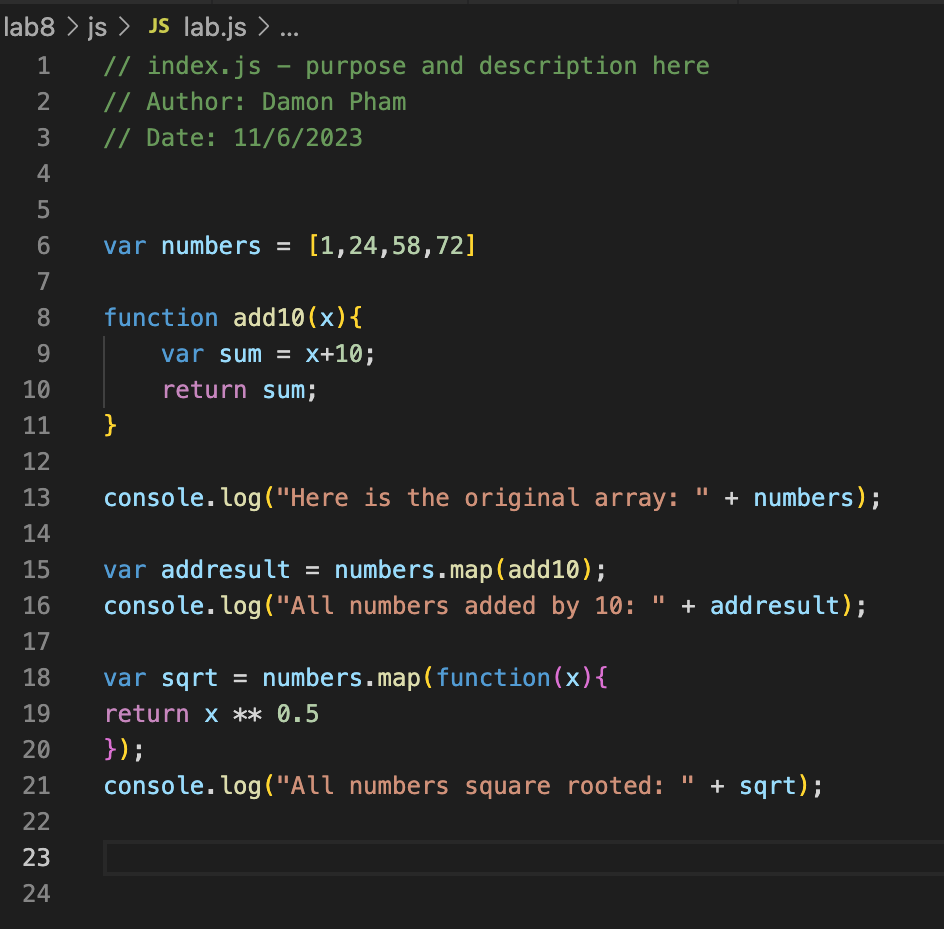 lab8 > js > JS lab.js > ...
1 // index.js – purpose and description here
2 // Author: Damon Pham
3 // Date: 11/6/2023
4
5
6 var numbers = [1,24,58,72]
7
8 function add10(x){
9     var sum = x+10;
10     return sum;
11 }
12
13 console.log("Here is the original array: " + numbers);
14
15 var addresult = numbers.map(add10);
16 console.log("All numbers added by 10: " + addresult);
17
18 var sqrt = numbers.map(function(x){
19 return x ** 0.5
20 });
21 console.log("All numbers square rooted: " + sqrt);
22
23
24